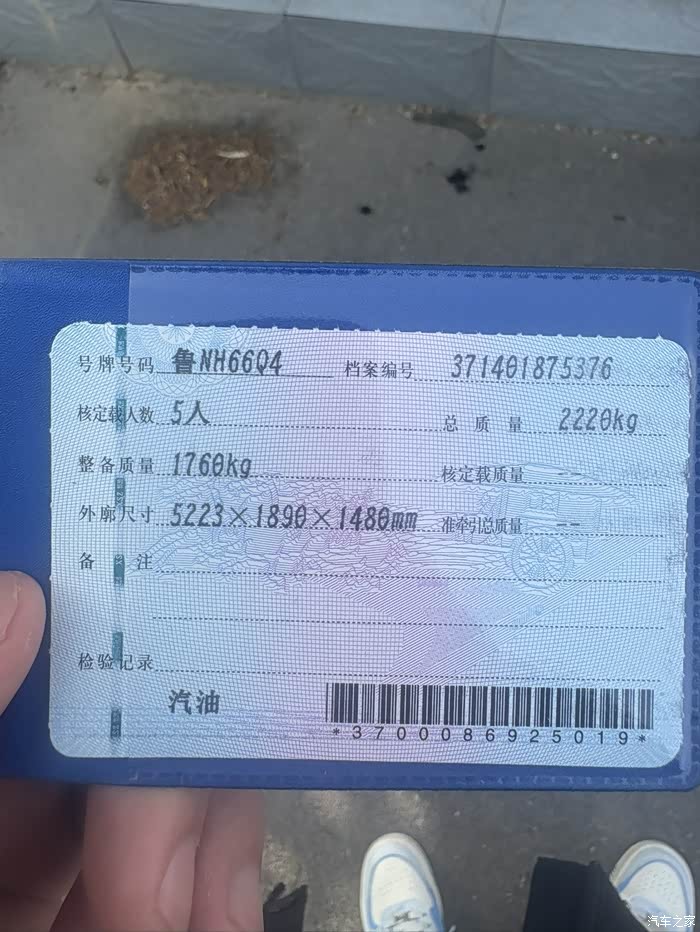 号牌号码 鲁NH66Q4 档案编号 371401875376
核定载人数 5人 总质量 2220kg
整备质量 1760kg 核定载质量 --
外廓尺寸 5223×1890×1480mm 准牵引总质量 --
备注
检验记录
汽油
*3700086925019*
汽车之家